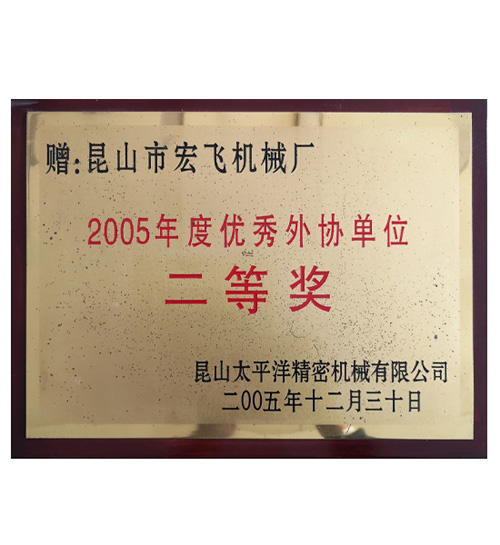 赠:昆山市宏飞机械厂
2005年度优秀外协单位
二等奖
昆山太平洋精密机械有限公司
二00五年十二月三十日